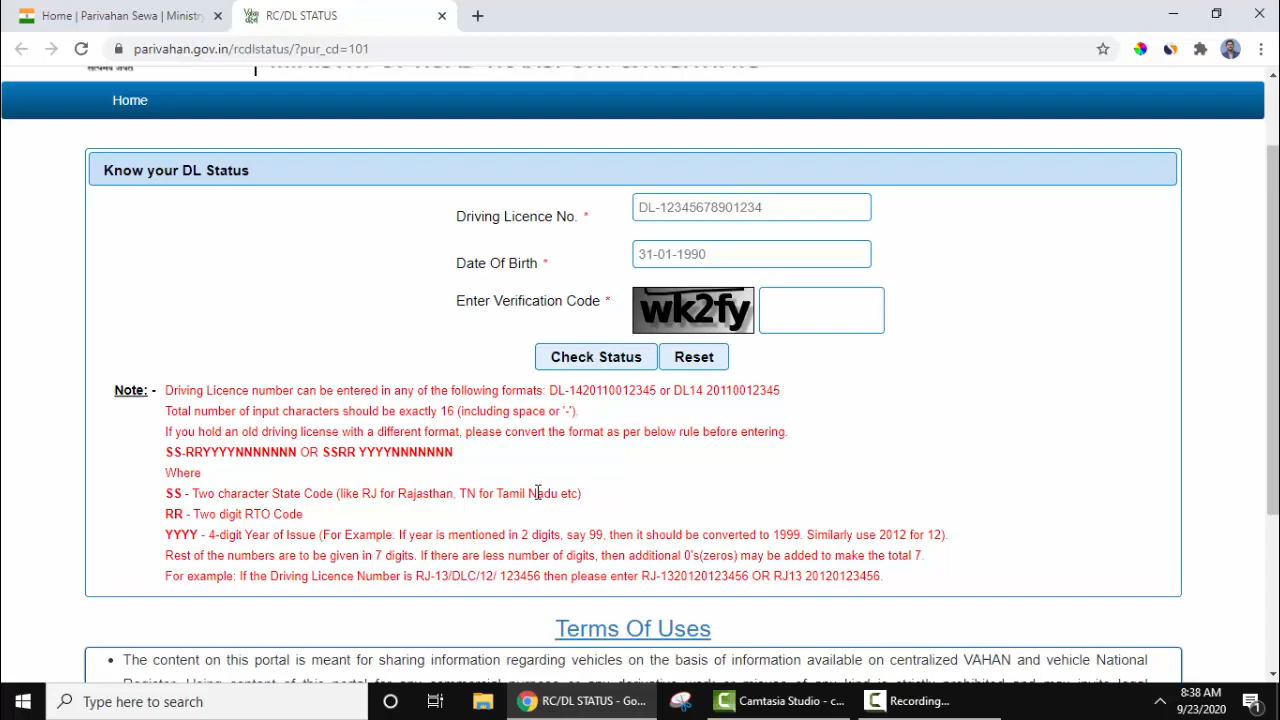 Home | Parivahan Sewa | Ministry
RC/DL STATUS
parivahan.gov.in/rcdlstatus/?pur_cd=101
Home
Know your DL Status
Driving Licence No. *
DL-12345678901234
Date Of Birth *
31-01-1990
Enter Verification Code *
wk2fy
Check Status
Reset
Note: - Driving Licence number can be entered in any of the following formats: DL-1420110012345 or DL14 20110012345
Total number of input characters should be exactly 16 (including space or '-').
If you hold an old driving license with a different format, please convert the format as per below rule before entering.
SS-RRYYYYNNNNNNN OR SSRR YYYYNNNNNNN
Where
SS - Two character State Code (like RJ for Rajasthan, TN for Tamil Nadu etc)
RR - Two digit RTO Code
YYYY - 4-digit Year of Issue (For Example: If year is mentioned in 2 digits, say 99, then it should be converted to 1999. Similarly use 2012 for 12).
Rest of the numbers are to be given in 7 digits. If there are less number of digits, then additional 0's(zeros) may be added to make the total 7.
For example: If the Driving Licence Number is RJ-13/DLC/12/ 123456 then please enter RJ-1320120123456 OR RJ13 20120123456.
Terms Of Uses
The content on this portal is meant for sharing information regarding vehicles on the basis of information available on centralized VAHAN and vehicle National
Type here to search
RC/DL STATUS - Go...
Camtasia Studio - c...
Recording...
8:38 AM
9/23/2020
1